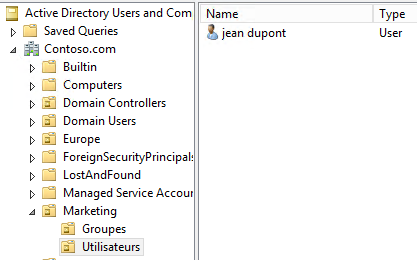 Active Directory Users and Com
Saved Queries
Contoso.com
Builtin
Computers
Domain Controllers
Domain Users
Europe
ForeignSecurityPrincipals
LostAndFound
Managed Service Accoun
Marketing
Groupes
Utilisateurs
Name Type
jean dupont User